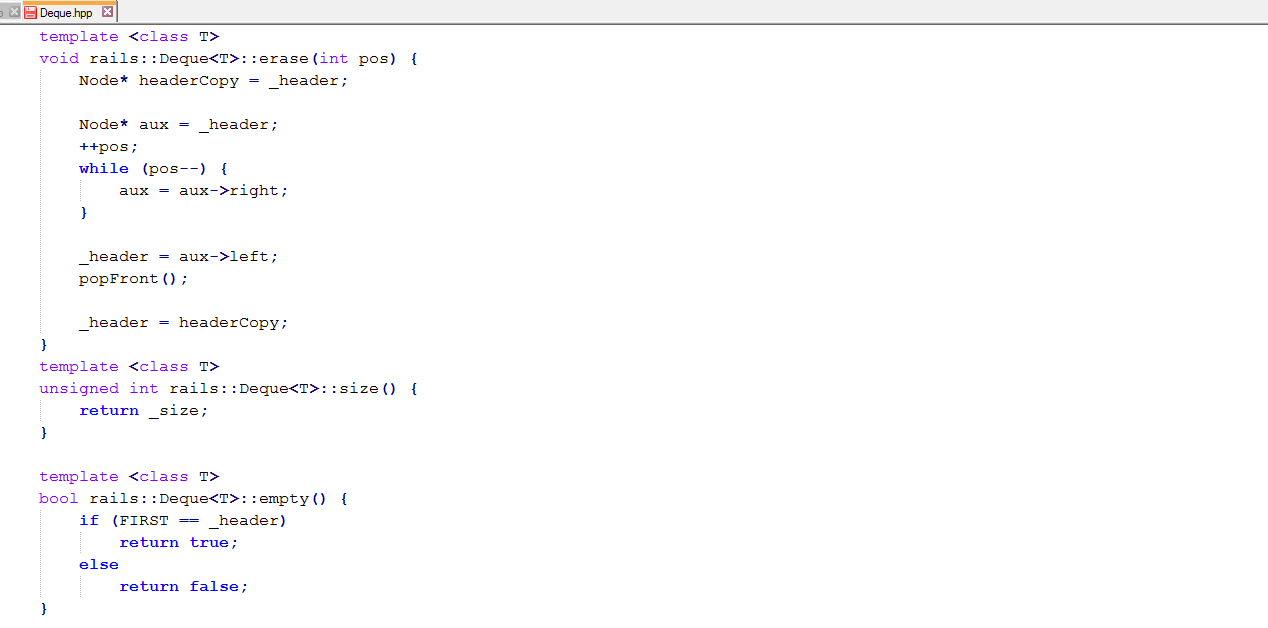 Deque.hpp
template <class T>
void rails::Deque<T>::erase(int pos) {
    Node* headerCopy = _header;

    Node* aux = _header;
    ++pos;
    while (pos--) {
        aux = aux->right;
    }

    _header = aux->left;
    popFront();

    _header = headerCopy;
}
template <class T>
unsigned int rails::Deque<T>::size() {
    return _size;
}

template <class T>
bool rails::Deque<T>::empty() {
    if (FIRST == _header)
        return true;
    else
        return false;
}